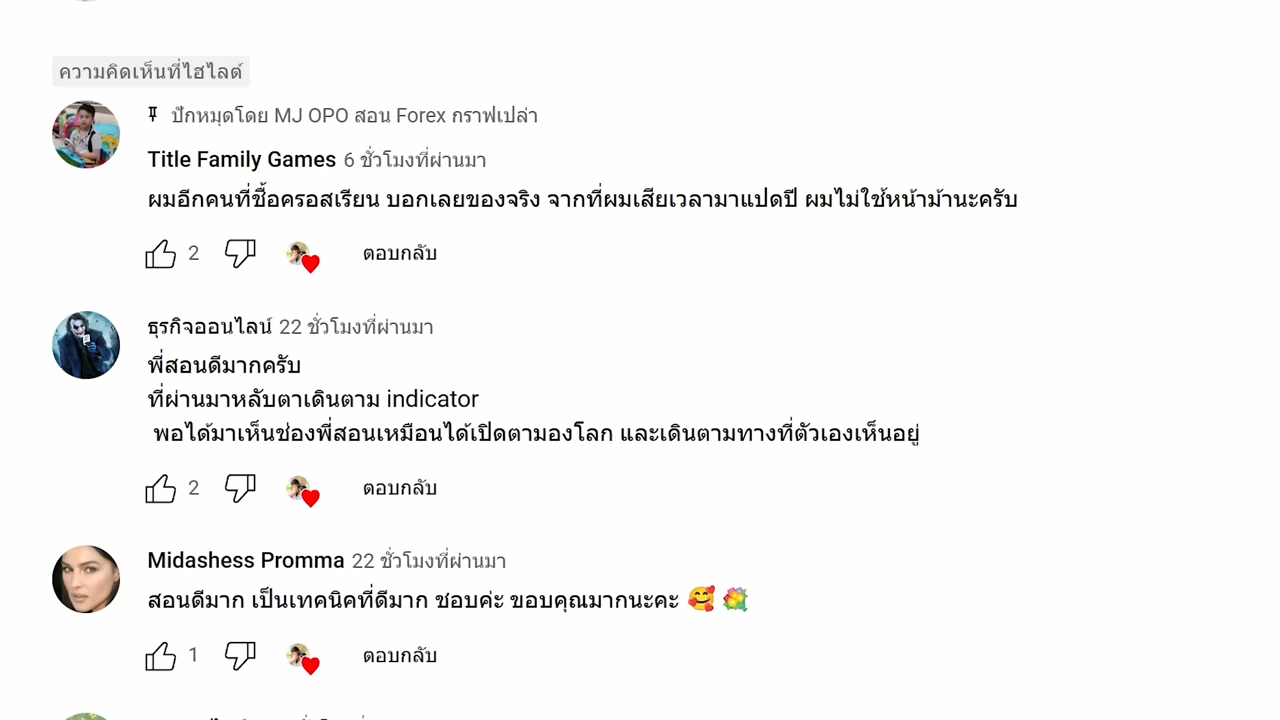 ความคิดเห็นที่ไฮไลต์
ปักหมุดโดย MJ OPO สอน Forex กราฟเปล่า
Title Family Games 6 ชั่วโมงที่ผ่านมา
ผมอีกคนที่ซื้อครอสเรียน บอกเลยของจริง จากที่ผมเสียเวลามาแปดปี ผมไม่ใช้หน้าม้านะครับ
2 ตอบกลับ
ธุรกิจออนไลน์ 22 ชั่วโมงที่ผ่านมา
พี่สอนดีมากครับ
ที่ผ่านมาหลับตาเดินตาม indicator
พอได้มาเห็นช่องพี่สอนเหมือนได้เปิดตามองโลก และเดินตามทางที่ตัวเองเห็นอยู่
2 ตอบกลับ
Midashess Promma 22 ชั่วโมงที่ผ่านมา
สอนดีมาก เป็นเทคนิคที่ดีมาก ชอบค่ะ ขอบคุณมากนะคะ 🥰 💐
1 ตอบกลับ